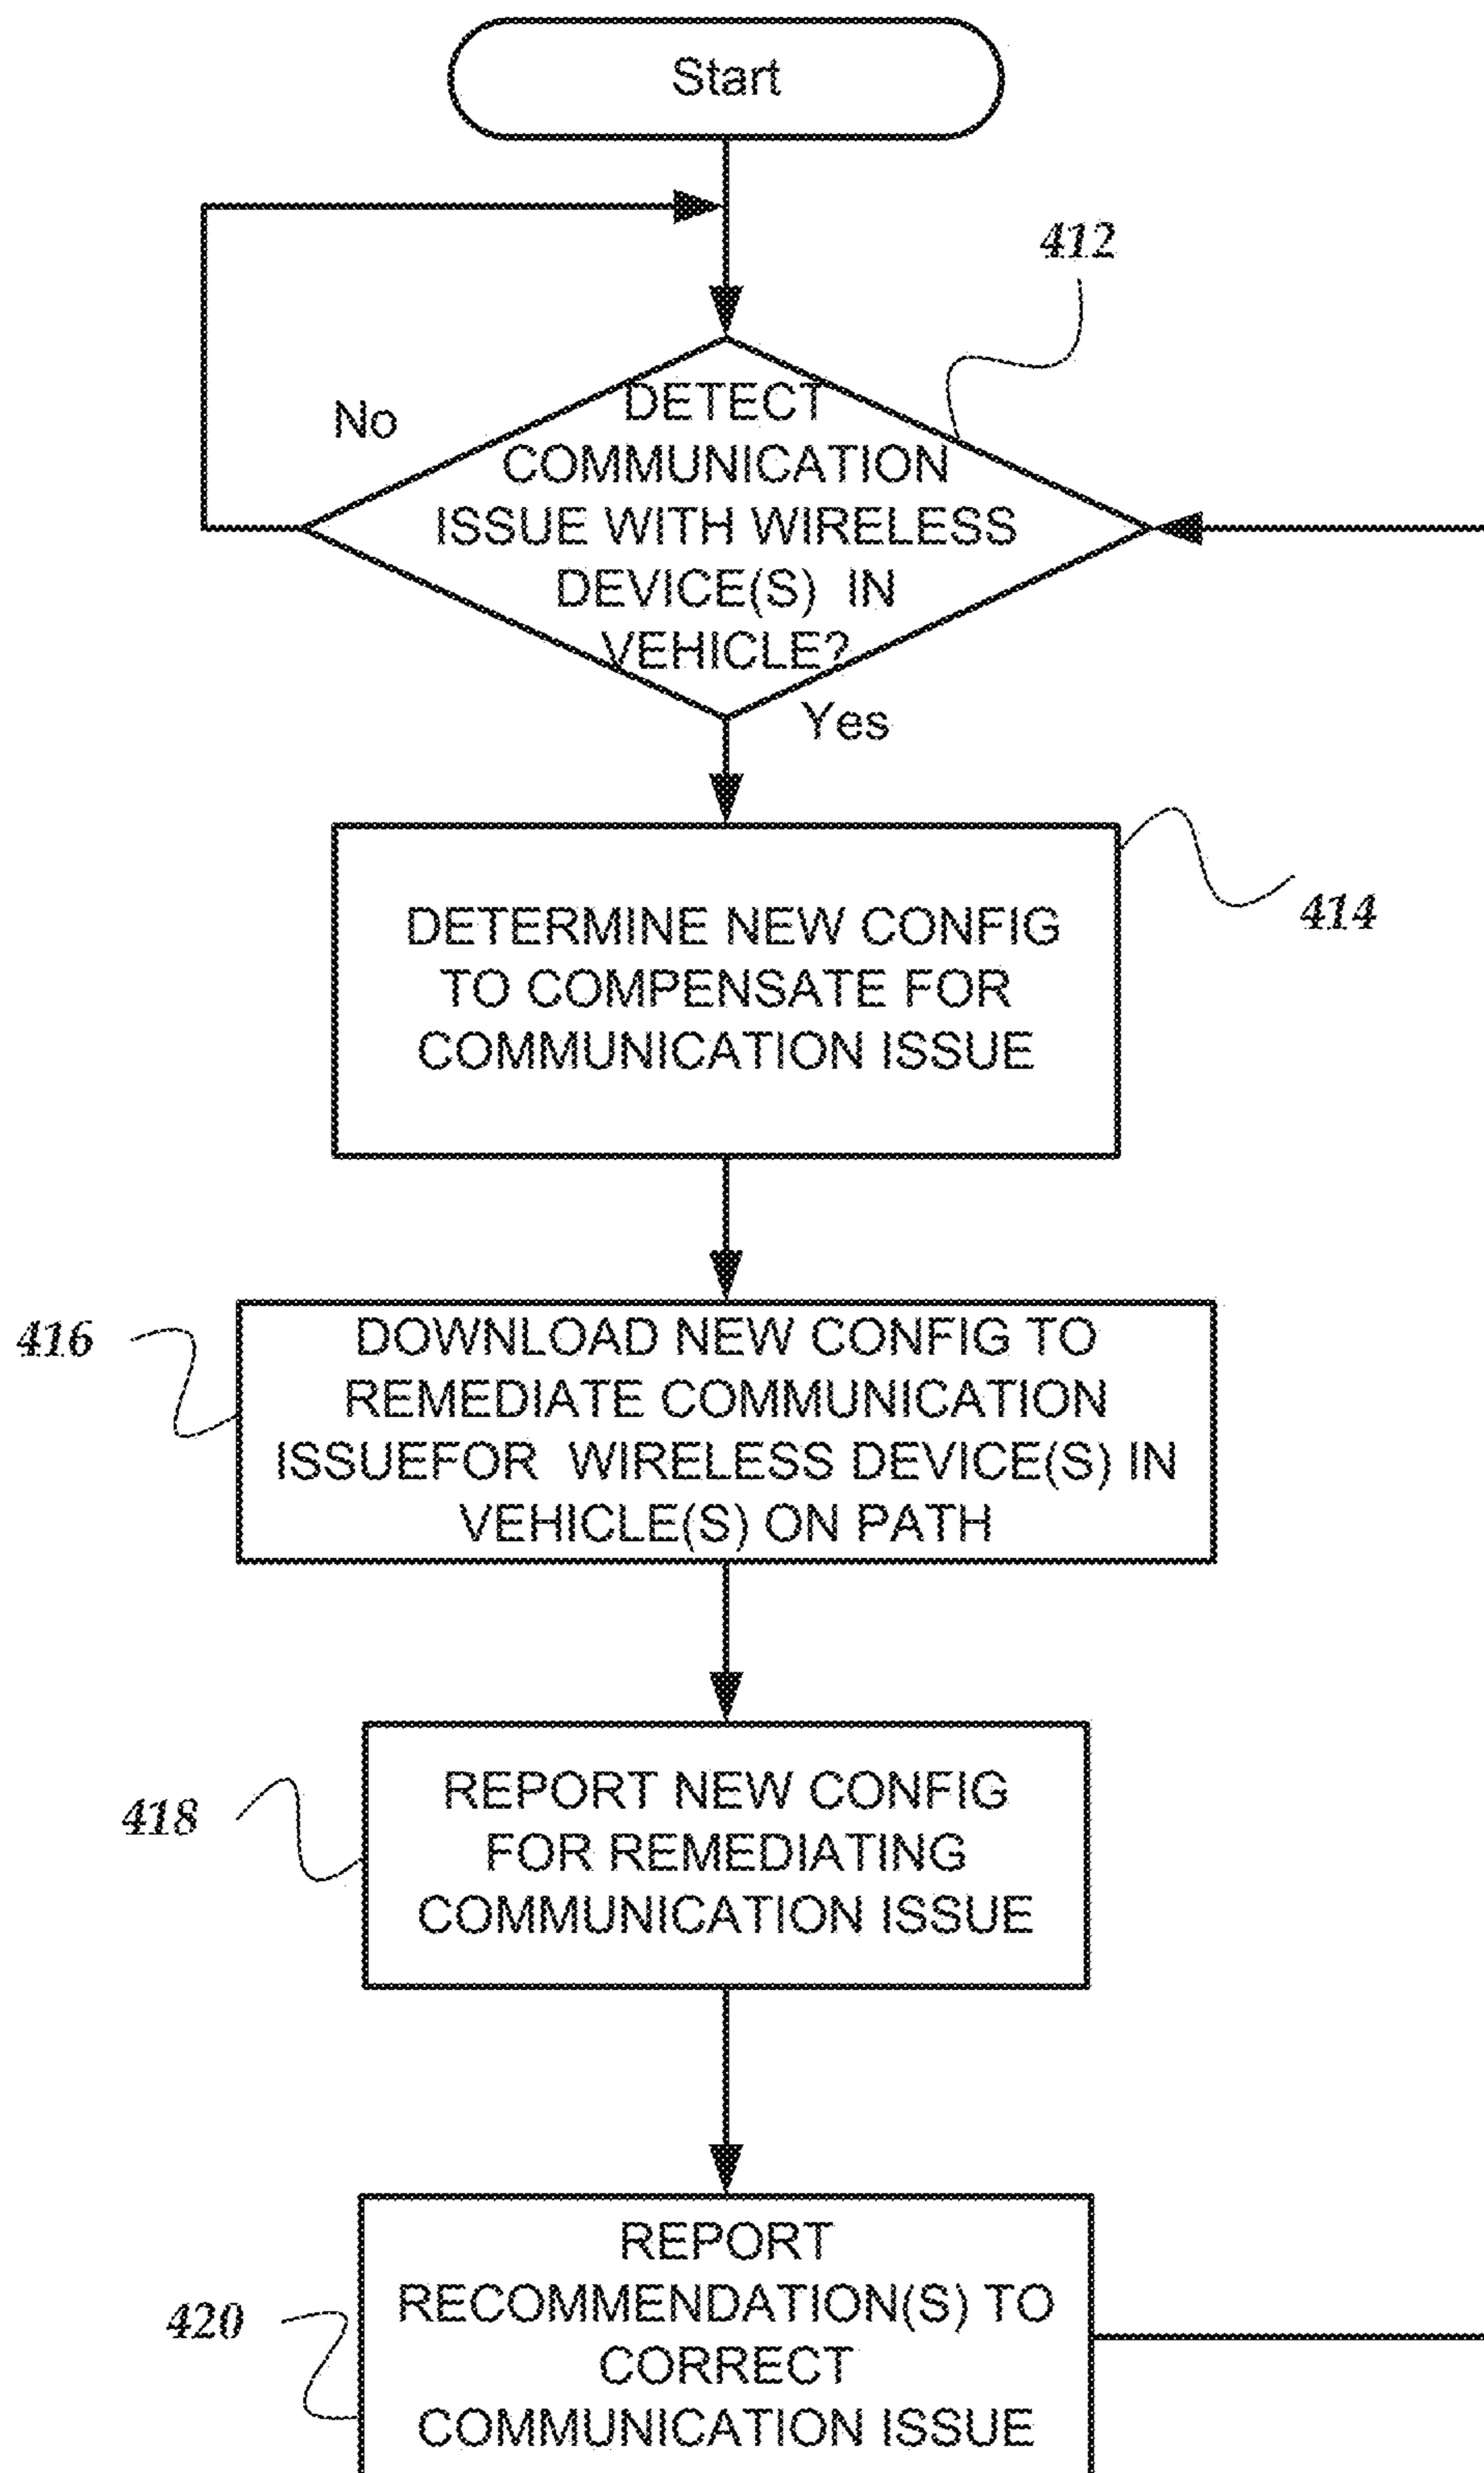 Start
412
No
DETECT
COMMUNICATION
ISSUE WITH WIRELESS
DEVICE(S) IN
VEHICLE?
Yes
DETERMINE NEW CONFIG
TO COMPENSATE FOR
COMMUNICATION ISSUE
414
416
DOWNLOAD NEW CONFIG TO
REMEDIATE COMMUNICATION
ISSUEFOR WIRELESS DEVICE(S) IN
VEHICLE(S) ON PATH
418
REPORT NEW CONFIG
FOR REMEDIATING
COMMUNICATION ISSUE
420
REPORT
RECOMMENDATION(S) TO
CORRECT
COMMUNICATION ISSUE